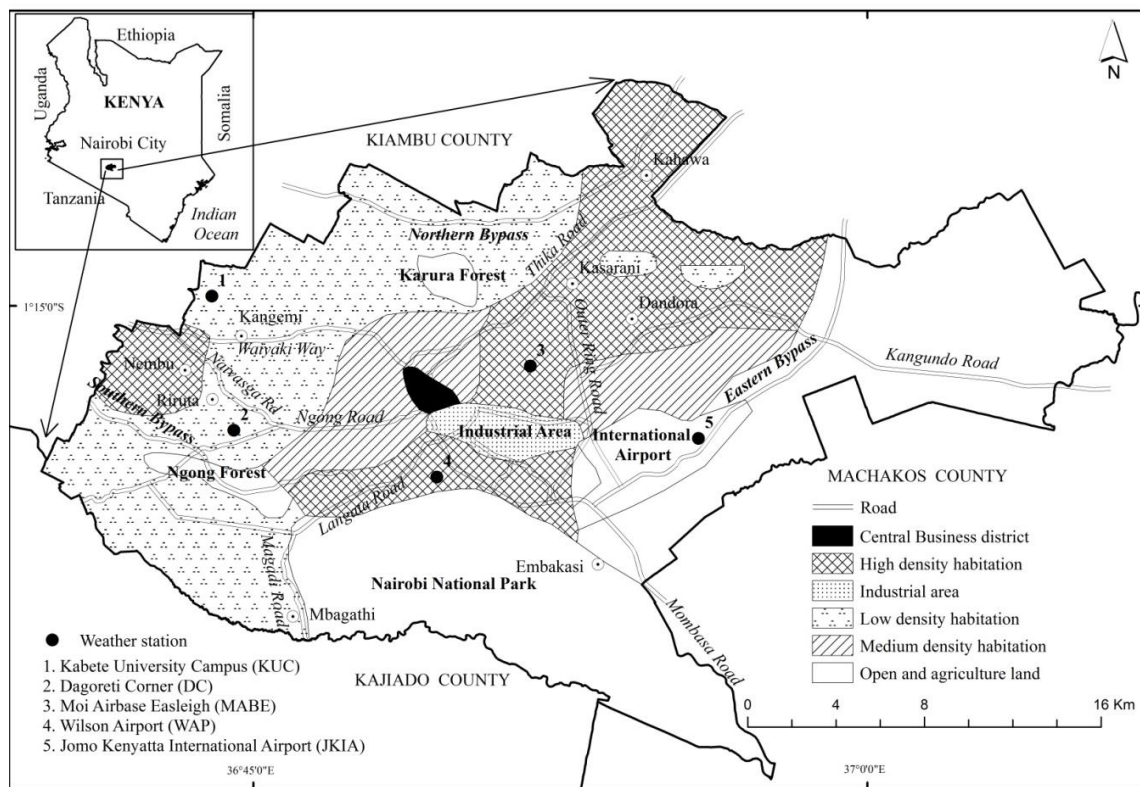 Ethiopia
Uganda
KENYA
Somalia
Nairobi City
Tanzania
Indian
Ocean
N
KIAMBU COUNTY
Kahawa
Northern Bypass
Thika Road
Karura Forest
Kasarani
1
1°15'0"S
Dandora
Kangemi
Waiyaki Way
Outer Ring Road
Eastern Bypass
Kangundo Road
Nembu
Naivasga Rd
3
Southern Bypass
Riruta
2
Ngong Road
Industrial Area
International
Airport
5
Ngong Forest
4
Langata Road
MACHAKOS COUNTY
Magadi Road
Nairobi National Park
Embakasi
Mbagathi
Mombasa Road
KAJIADO COUNTY
Road
Central Business district
High density habitation
Industrial area
Low density habitation
Medium density habitation
Open and agriculture land
0 4 8 16 Km
Weather station
1. Kabete University Campus (KUC)
2. Dagoreti Corner (DC)
3. Moi Airbase Easleigh (MABE)
4. Wilson Airport (WAP)
5. Jomo Kenyatta International Airport (JKIA)
36°45'0"E
37°0'0"E